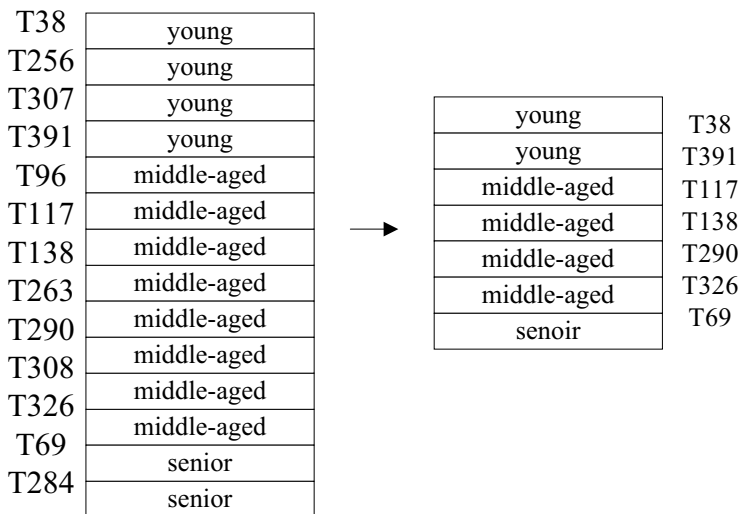 T38
T256
T307
T391
T96
T117
T138
T263
T290
T308
T326
T69
T284
young
young
young
young
middle-aged
middle-aged
middle-aged
middle-aged
middle-aged
middle-aged
middle-aged
middle-aged
senior
senior
young
young
middle-aged
middle-aged
middle-aged
middle-aged
senoir
T38
T391
T117
T138
T290
T326
T69